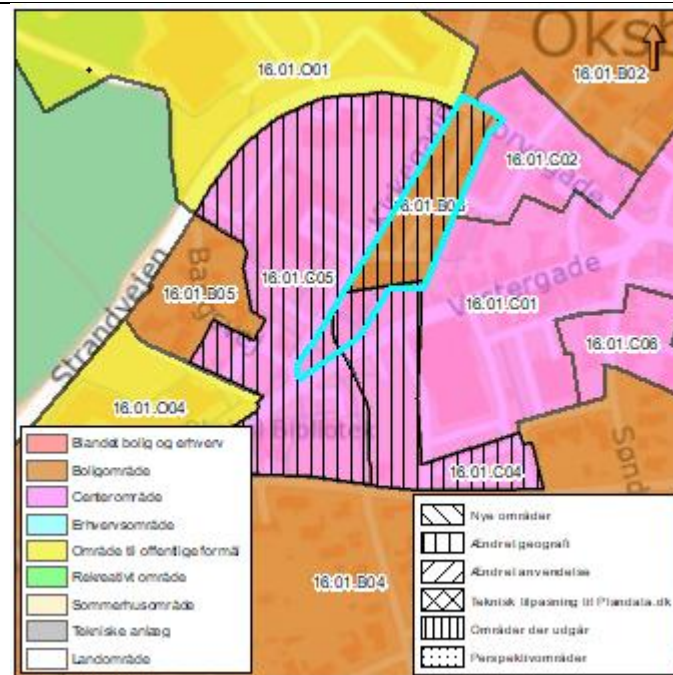 Oksb
16.01.O01
16.01.B02
16.01.C02
16.01.B05
16.01.C05
Vestergade
16.01.C01
Strandvejen
16.01.C06
16.01.O04
Bibliotek
16.01.C04
Sønd
16.01.B04
Blandet bolig og erhverv
Boligområde
Centerområde
Erhvervsområde
Område til offentlige formål
Rekreativt område
Sommerhusområde
Tekniske anlæg
Landområde
Nye områder
Ændret geografi
Ændret anvendelse
Teknisk tilpasning til Plandata.dk
Områder der udgår
Perspektivområder